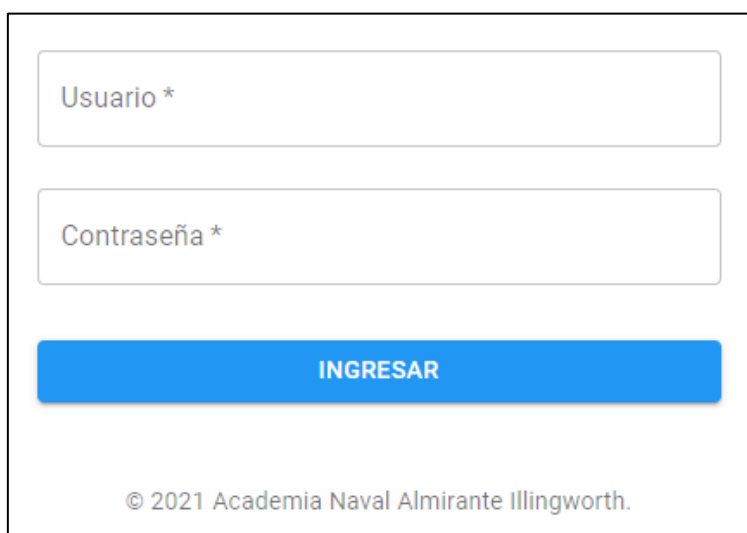 Usuario *
Contraseña *
INGRESAR
© 2021 Academia Naval Almirante Illingworth.